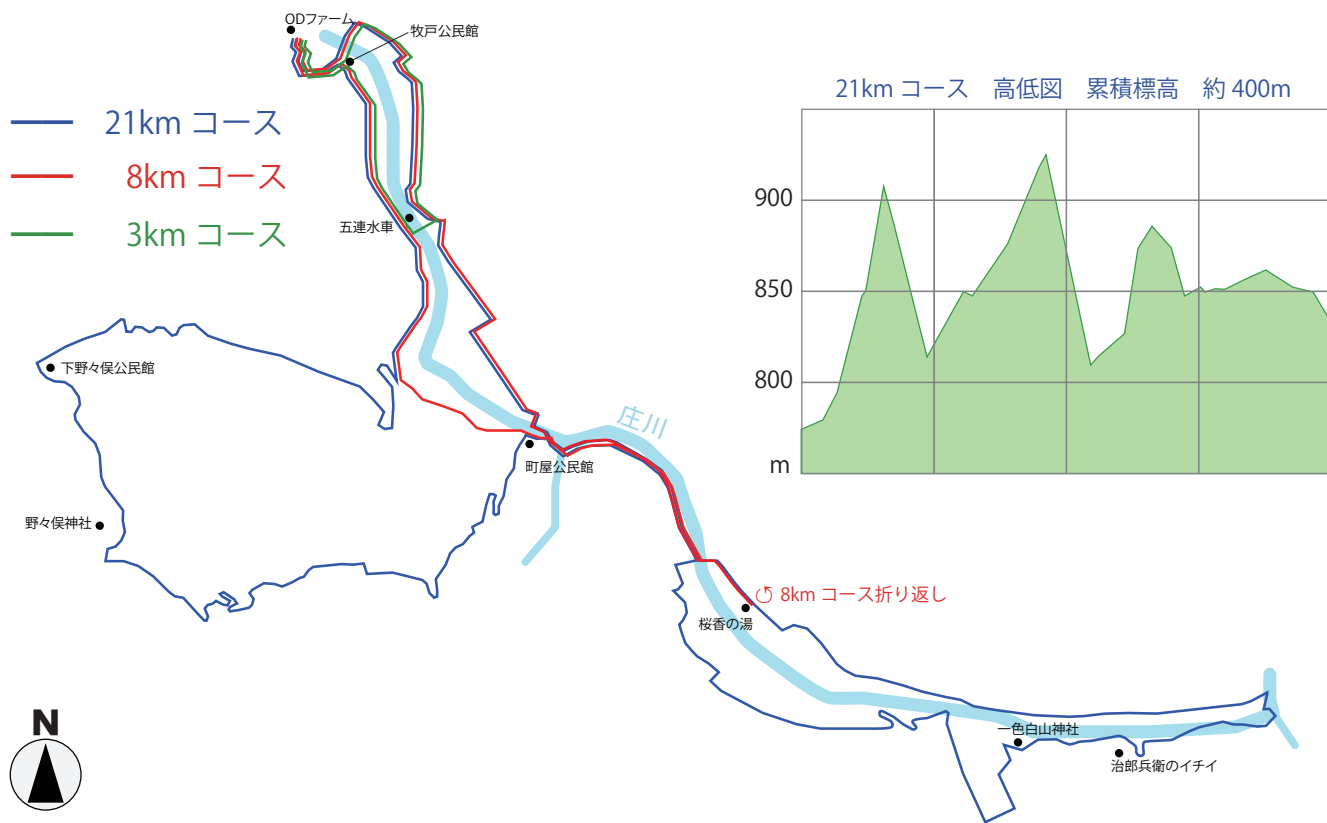 ODファーム
牧戸公民館
21km コース
8km コース
3km コース
21km コース 高低図 累積標高 約 400m
900
850
800
m
五連水車
下野々俣公民館
庄川
町屋公民館
野々俣神社
8km コース折り返し
桜香の湯
一色白山神社
治郎兵衛のイチイ
N